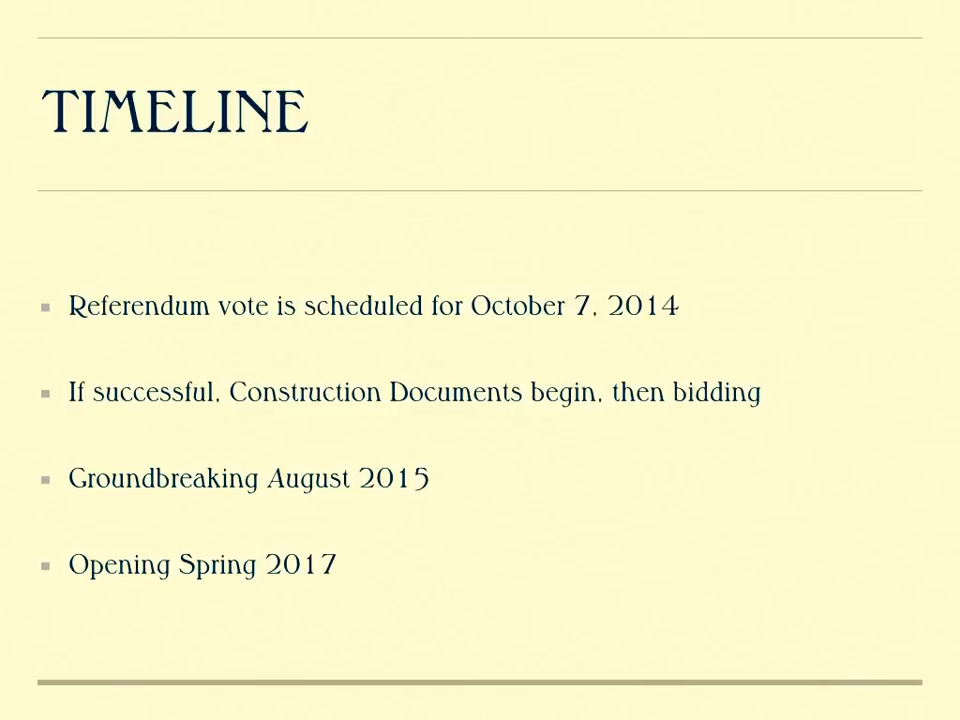 TIMELINE
Referendum vote is scheduled for October 7, 2014
If successful, Construction Documents begin, then bidding
Groundbreaking August 2015
Opening Spring 2017